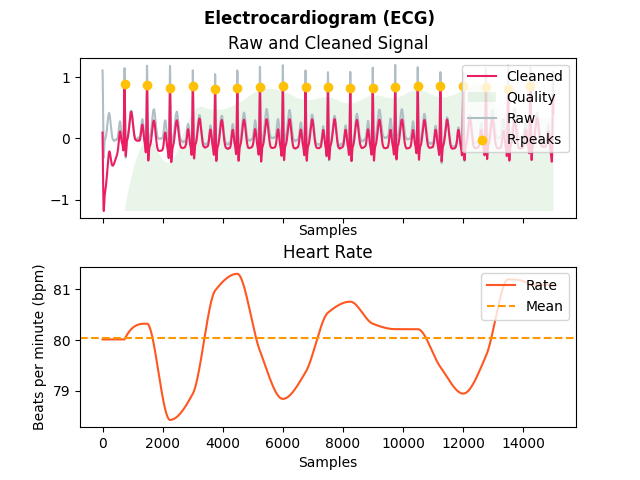 Electrocardiogram (ECG)
Raw and Cleaned Signal
Cleaned
Quality
Raw
R-peaks
1
0
−1
Samples
Heart Rate
Rate
Mean
Beats per minute (bpm)
81
80
79
0 2000 4000 6000 8000 10000 12000 14000
Samples